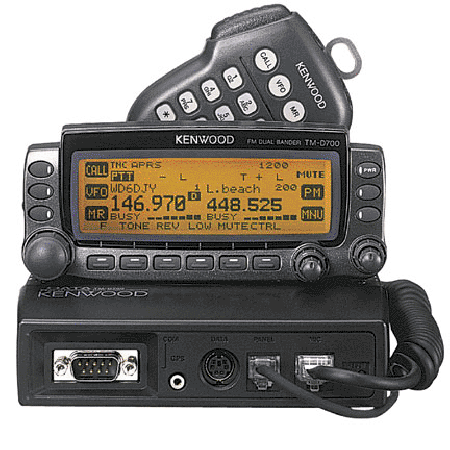 CALL
VFO
MR
KENWOOD
KENWOOD FM DUAL BANDER TM-D700
TNC APRS 1200
CALL PTT - L T + L MUTE
VFO WD6DJY 1 L.beach 200 PM
MR 146.970 D 448.525 MNU
BUSY BUSY
F TONE REV LOW MUTE CTRL
PWR
KENWOOD
COM DATA PANEL MIC
GPS